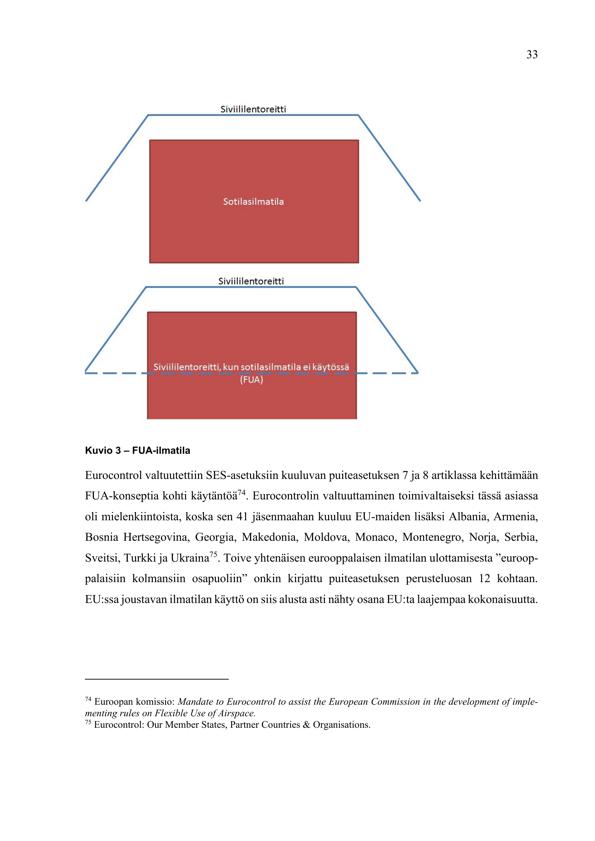 33
Siviililentoreitti
Sotilasilmatila
Siviililentoreitti
Siviililentoreitti, kun sotilasilmatila ei käytössä
(FUA)
Kuvio 3 – FUA-ilmatila
Eurocontrol valtuutettiin SES-asetuksiin kuuluvan puiteasetuksen 7 ja 8 artiklassa kehittämään
FUA-konseptia kohti käytäntöä74. Eurocontrolin valtuuttaminen toimivaltaiseksi tässä asiassa
oli mielenkiintoista, koska sen 41 jäsenmaahan kuuluu EU-maiden lisäksi Albania, Armenia,
Bosnia Hertsegovina, Georgia, Makedonia, Moldova, Monaco, Montenegro, Norja, Serbia,
Sveitsi, Turkki ja Ukraina75. Toive yhtenäisen eurooppalaisen ilmatilan ulottamisesta ”euroop-
palaisiin kolmansiin osapuoliin” onkin kirjattu puiteasetuksen perusteluosan 12 kohtaan.
EU:ssa joustavan ilmatilan käyttö on siis alusta asti nähty osana EU:ta laajempaa kokonaisuutta.
74 Euroopan komissio: Mandate to Eurocontrol to assist the European Commission in the development of imple-
menting rules on Flexible Use of Airspace.
75 Eurocontrol: Our Member States, Partner Countries & Organisations.